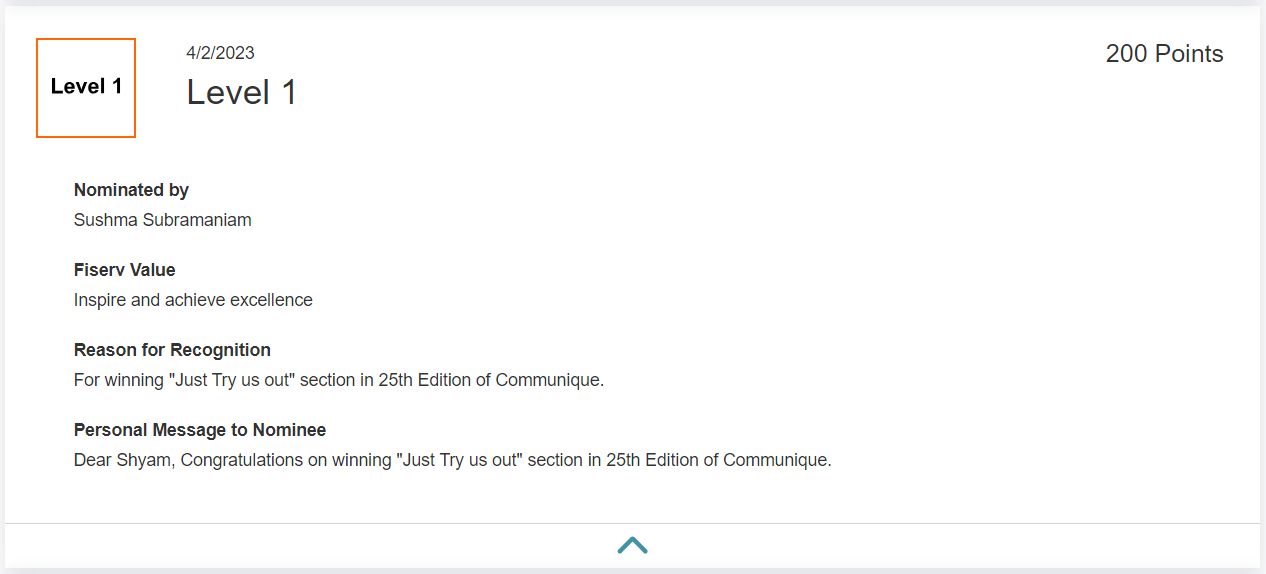 Level 1
4/2/2023
Level 1
200 Points
Nominated by
Sushma Subramaniam
Fiserv Value
Inspire and achieve excellence
Reason for Recognition
For winning "Just Try us out" section in 25th Edition of Communique.
Personal Message to Nominee
Dear Shyam, Congratulations on winning "Just Try us out" section in 25th Edition of Communique.